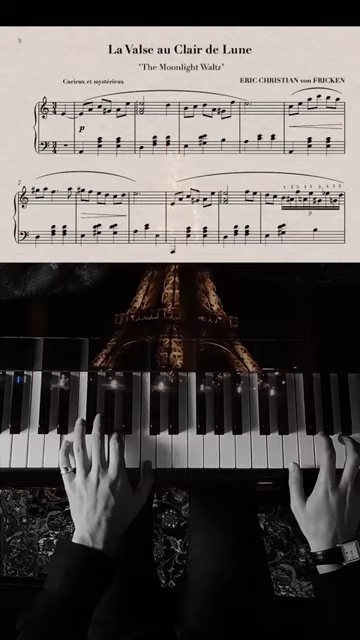 3
La Valse au Clair de Lune
"The Moonlight Waltz"
Curieux et mystérieux
ERIC CHRISTIAN von FRICKEN
p
7